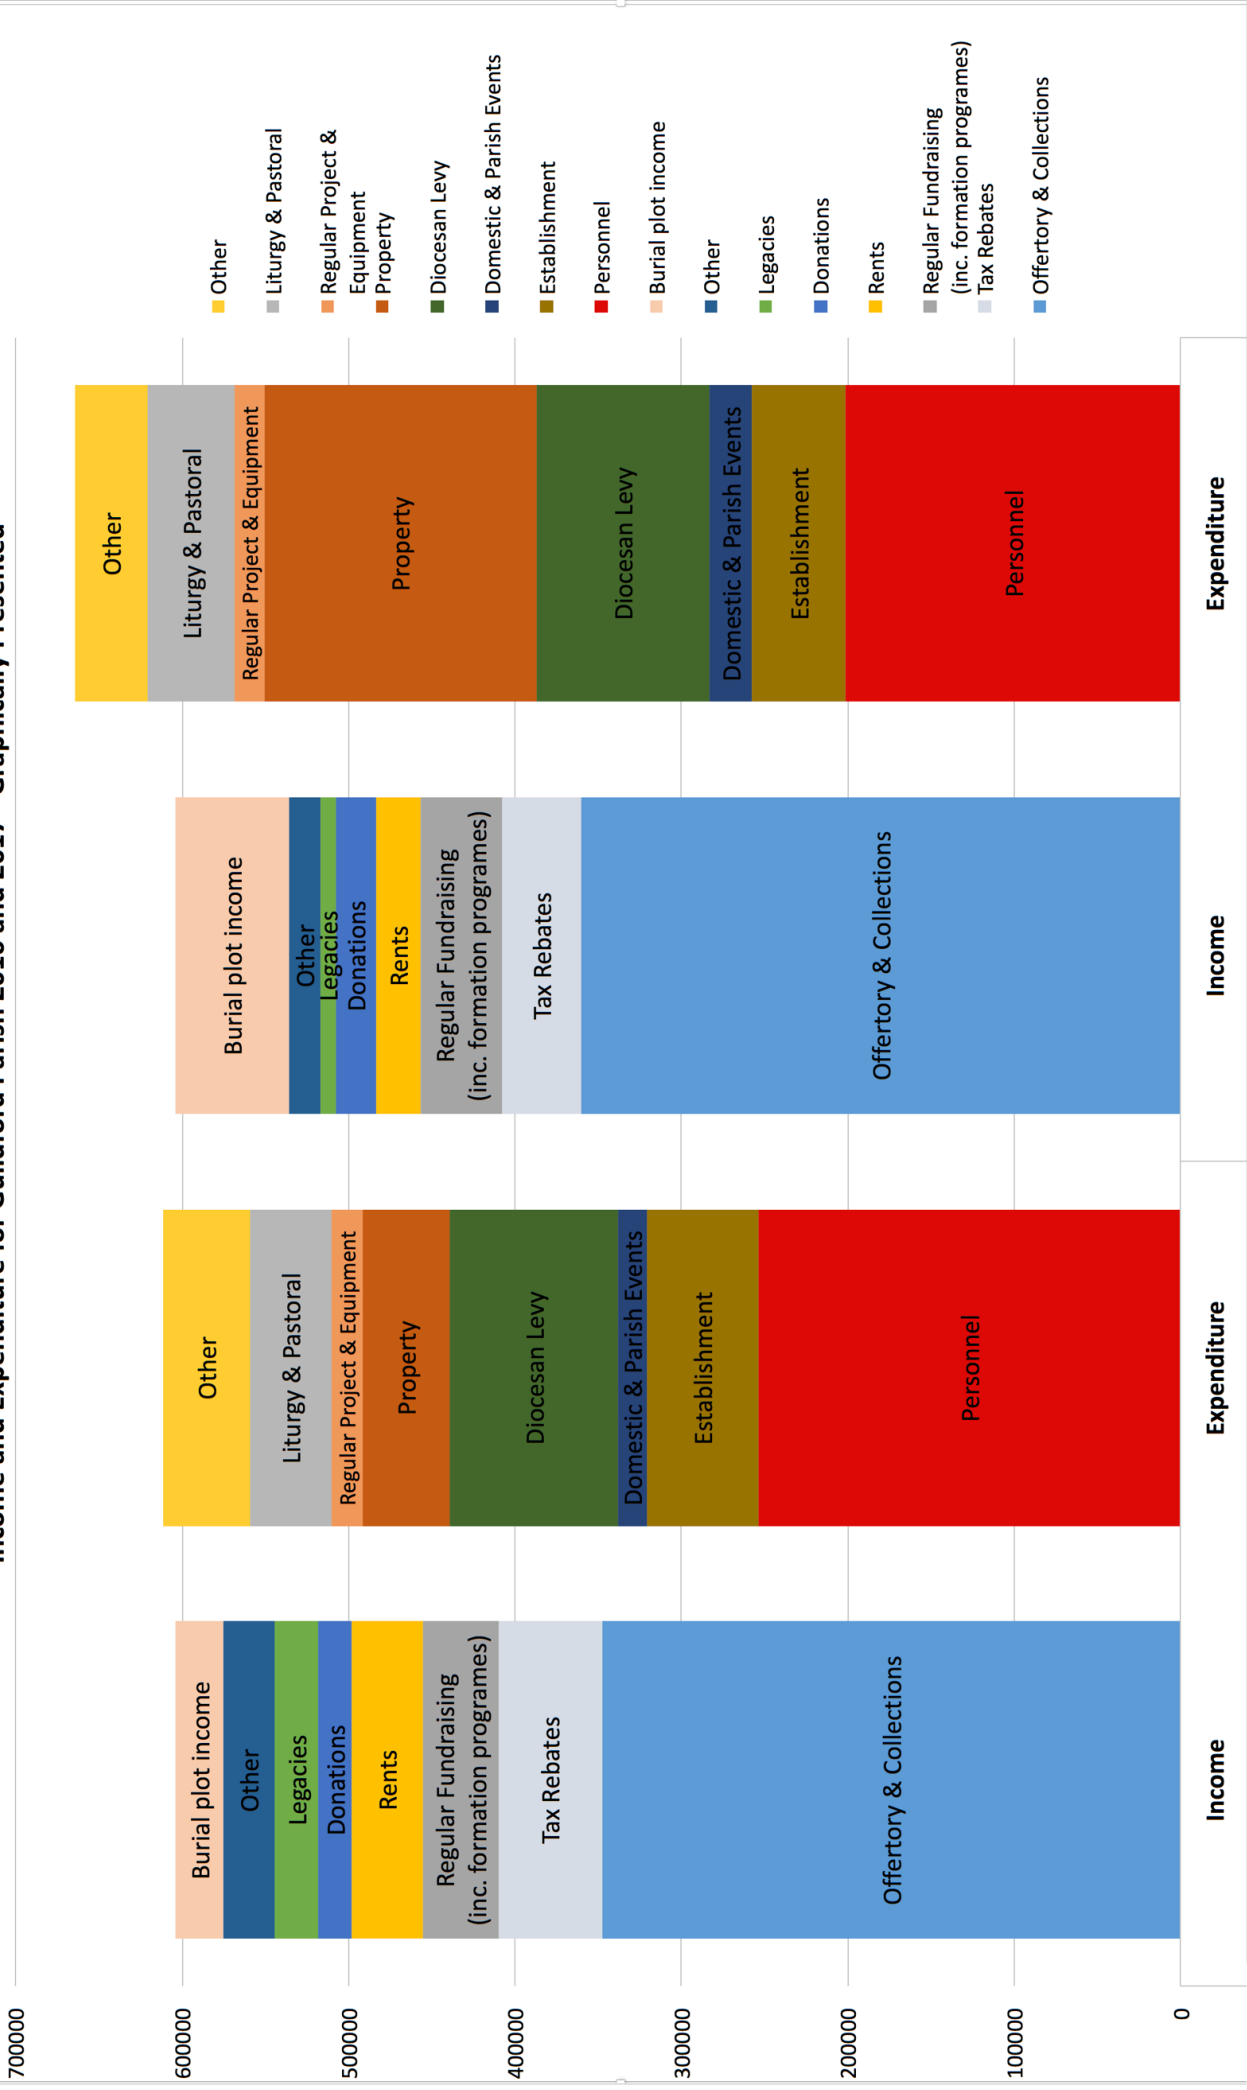 Income and Expenditure for Guildford Parish 2016 and 2017 - Graphically Presented
700000
600000
500000
400000
300000
200000
100000
0
Burial plot income
Other
Legacies
Donations
Rents
Regular Fundraising
(inc. formation programes)
Tax Rebates
Offertory & Collections
Income
Other
Liturgy & Pastoral
Regular Project & Equipment
Property
Diocesan Levy
Domestic & Parish Events
Establishment
Personnel
Expenditure
Burial plot income
Other
Legacies
Donations
Rents
Regular Fundraising
(inc. formation programes)
Tax Rebates
Offertory & Collections
Income
Other
Liturgy & Pastoral
Regular Project & Equipment
Property
Diocesan Levy
Domestic & Parish Events
Establishment
Personnel
Expenditure
Other
Liturgy & Pastoral
Regular Project &
Equipment
Property
Diocesan Levy
Domestic & Parish Events
Establishment
Personnel
Burial plot income
Other
Legacies
Donations
Rents
Regular Fundraising
(inc. formation programes)
Tax Rebates
Offertory & Collections